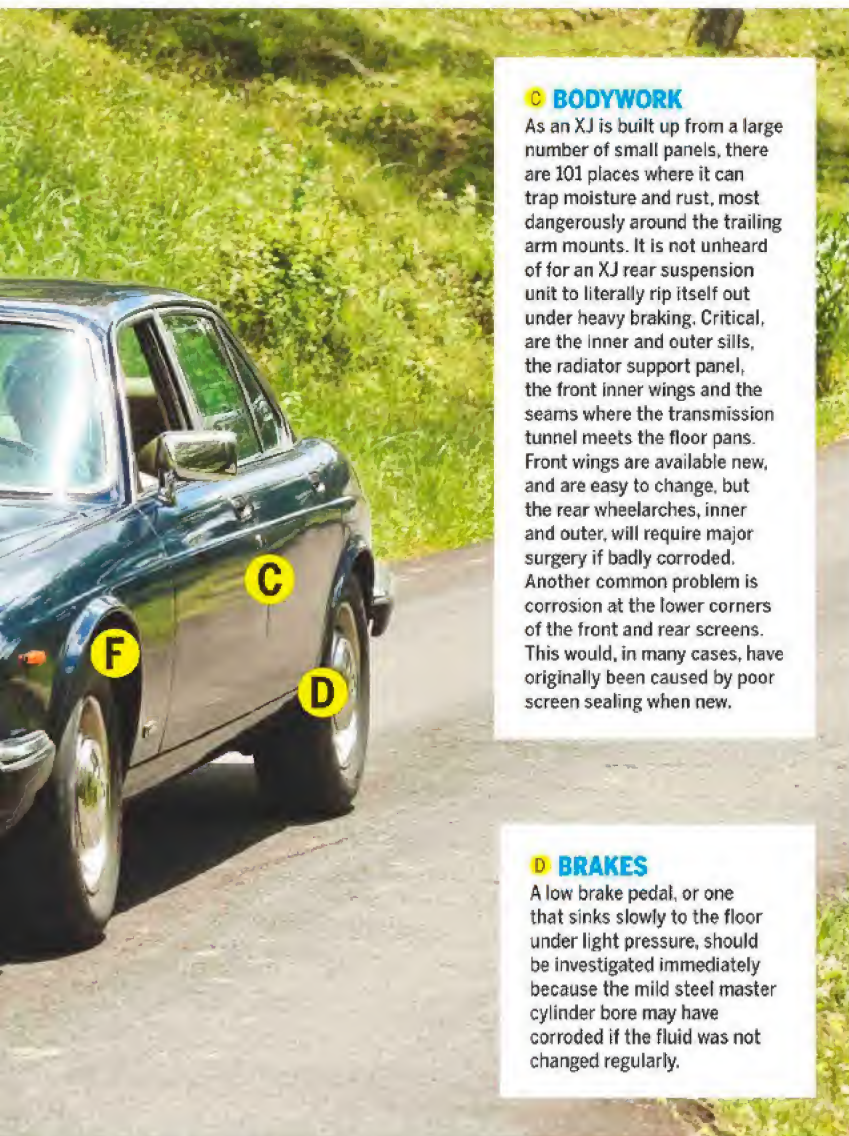 C BODYWORK
As an XJ is built up from a large
number of small panels, there
are 101 places where it can
trap moisture and rust, most
dangerously around the trailing
arm mounts. It is not unheard
of for an XJ rear suspension
unit to literally rip itself out
under heavy braking. Critical,
are the inner and outer sills,
the radiator support panel,
the front inner wings and the
seams where the transmission
tunnel meets the floor pans.
Front wings are available new,
and are easy to change, but
the rear wheelarches, inner
and outer, will require major
surgery if badly corroded.
Another common problem is
corrosion at the lower corners
of the front and rear screens.
This would, in many cases, have
originally been caused by poor
screen sealing when new.
C
F
D
D BRAKES
A low brake pedal, or one
that sinks slowly to the floor
under light pressure, should
be investigated immediately
because the mild steel master
cylinder bore may have
corroded if the fluid was not
changed regularly.